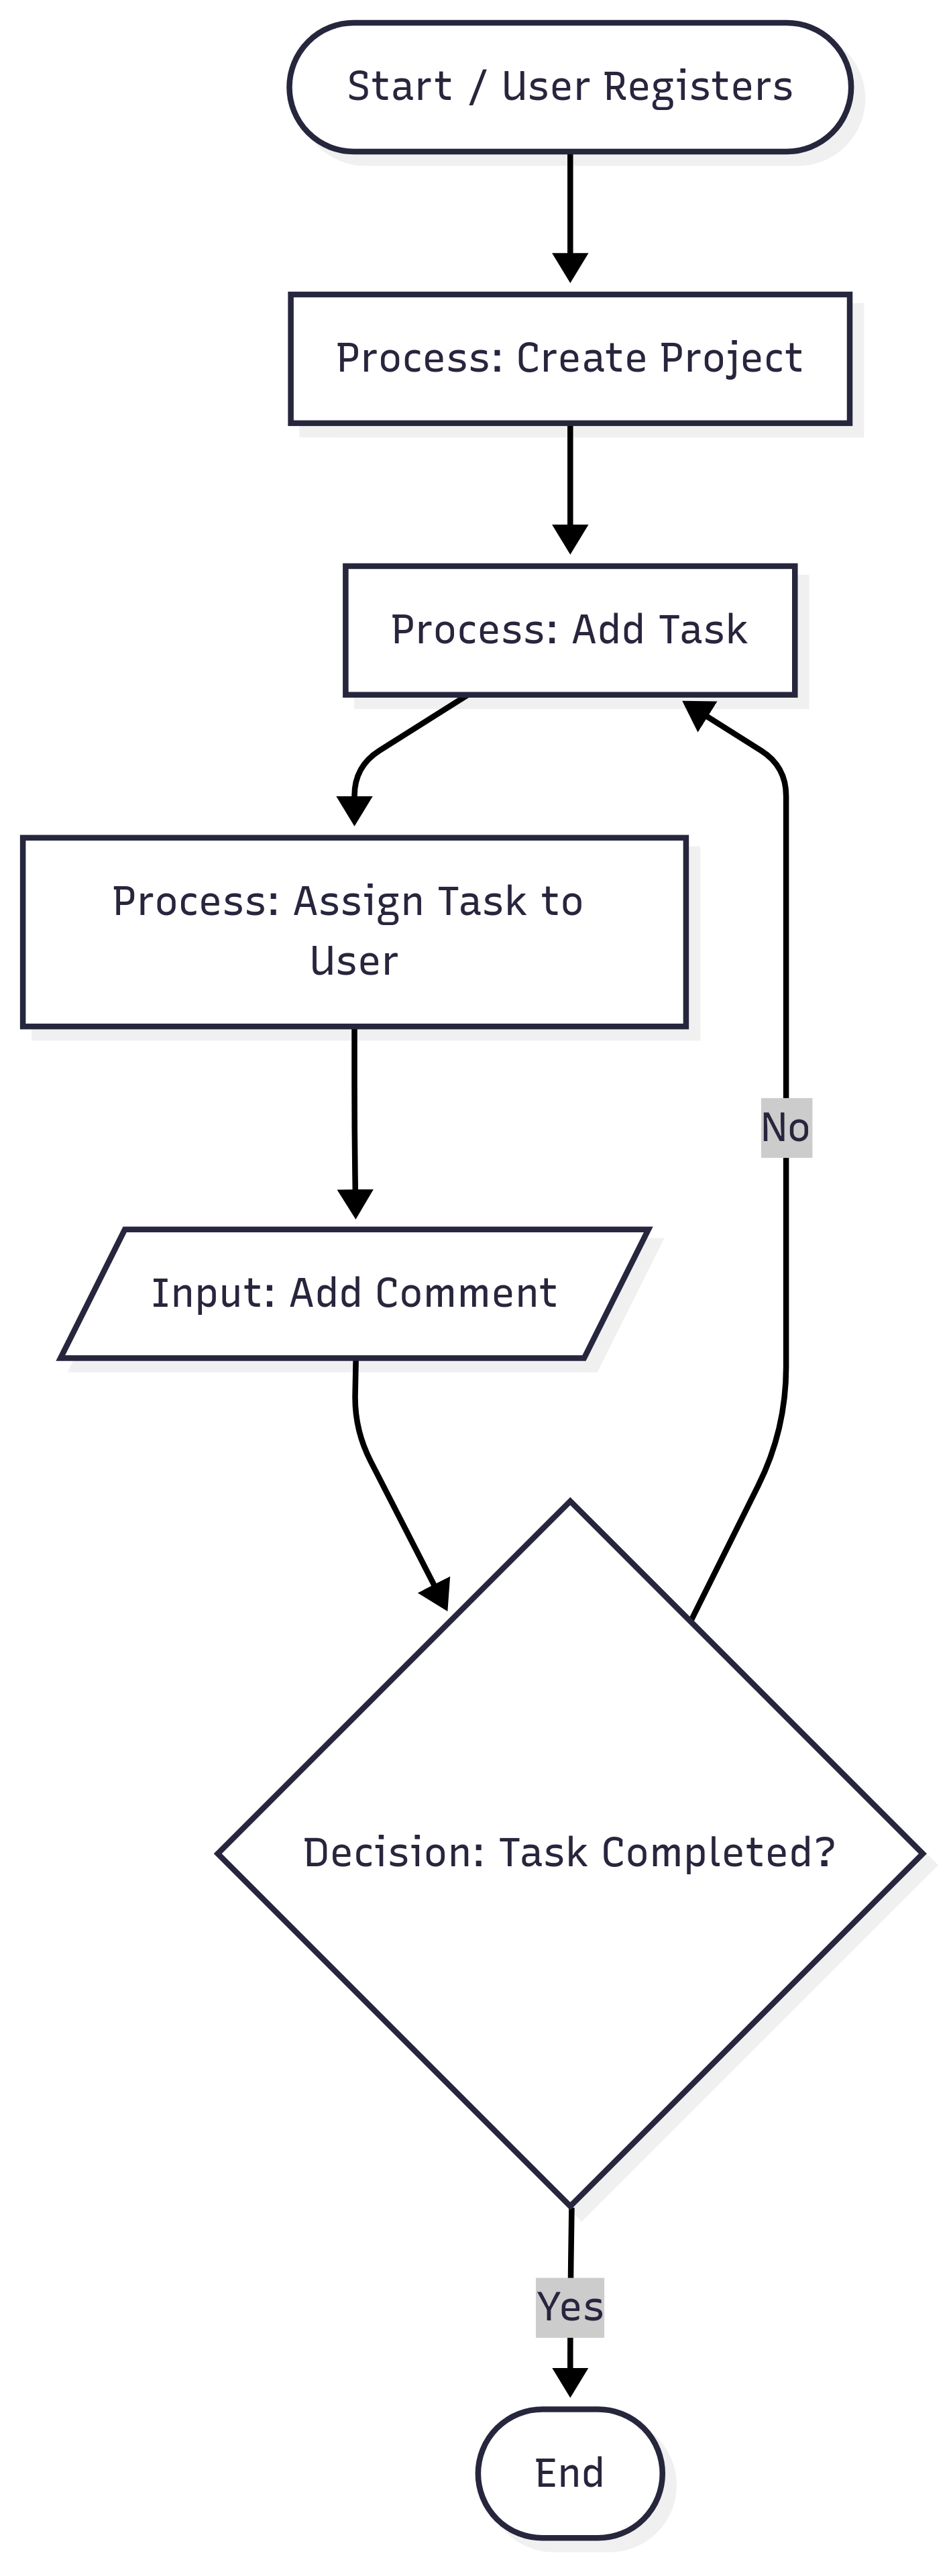 Start / User Registers
Process: Create Project
Process: Add Task
Process: Assign Task to
User
No
Input: Add Comment
Decision: Task Completed?
Yes
End